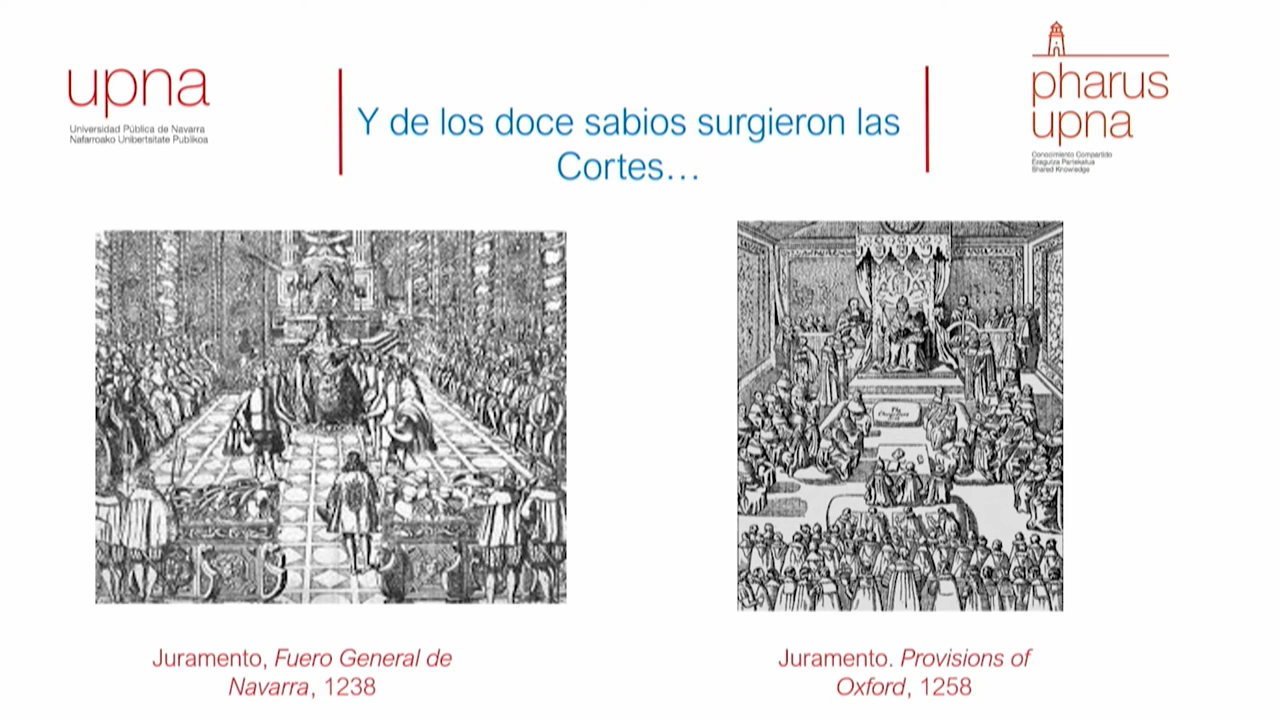 upna
Universidad Pública de Navarra
Nafarroako Unibertsitate Publikoa
Y de los doce sabios surgieron las
Cortes...
pharus
upna
Conocimiento Compartido
Ezagutza Partekatua
Shared Knowledge
Juramento, Fuero General de
Navarra, 1238
Juramento. Provisions of
Oxford, 1258